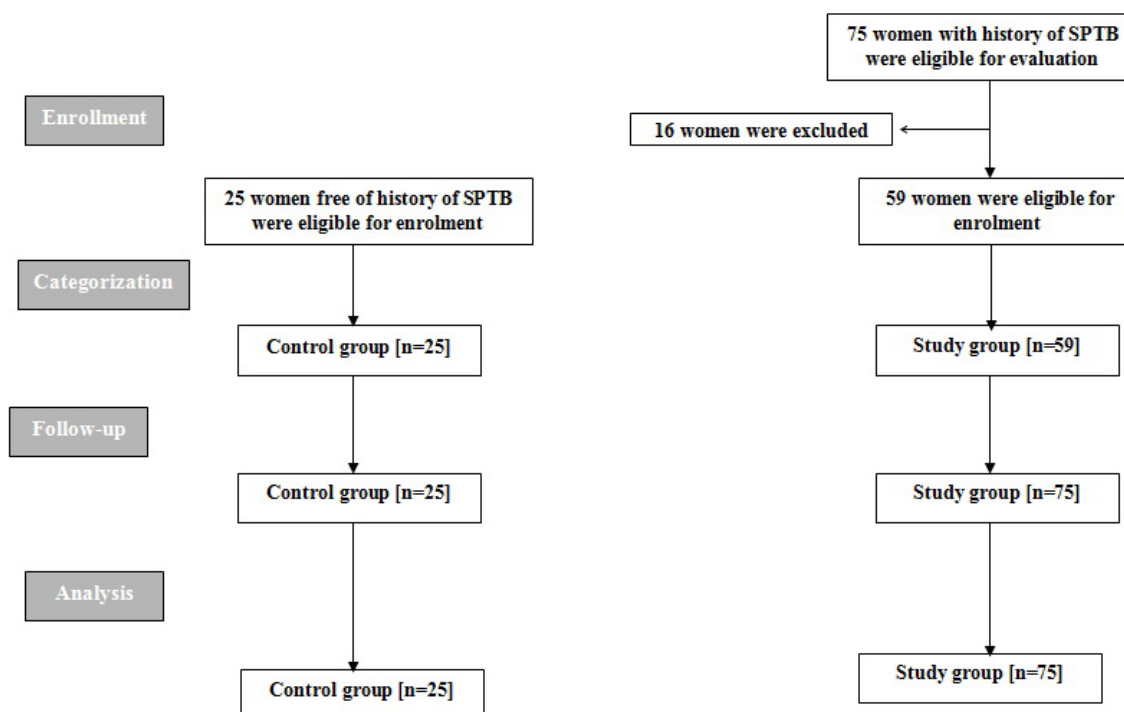 75 women with history of SPTB
were eligible for evaluation
Enrollment
16 women were excluded
25 women free of history of SPTB
were eligible for enrolment
59 women were eligible for
enrolment
Categorization
Control group [n=25]
Study group [n=59]
Follow-up
Control group [n=25]
Study group [n=75]
Analysis
Control group [n=25]
Study group [n=75]